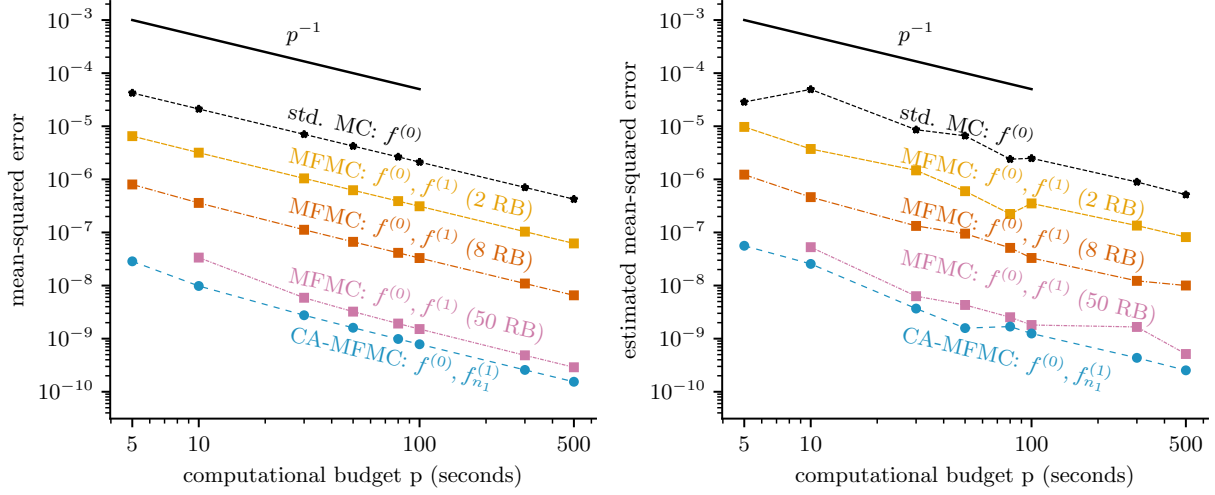 mean-squared error
10⁻³
10⁻⁴
10⁻⁵
10⁻⁶
10⁻⁷
10⁻⁸
10⁻⁹
10⁻¹⁰
p⁻¹
std. MC: f⁽⁰⁾
MFMC: f⁽⁰⁾, f⁽¹⁾ (2 RB)
MFMC: f⁽⁰⁾, f⁽¹⁾ (8 RB)
MFMC: f⁽⁰⁾, f⁽¹⁾ (50 RB)
CA-MFMC: f⁽⁰⁾, f_{n₁}⁽¹⁾
5 10 100 500
computational budget p (seconds)
estimated mean-squared error
10⁻³
10⁻⁴
10⁻⁵
10⁻⁶
10⁻⁷
10⁻⁸
10⁻⁹
10⁻¹⁰
p⁻¹
std. MC: f⁽⁰⁾
MFMC: f⁽⁰⁾, f⁽¹⁾ (2 RB)
MFMC: f⁽⁰⁾, f⁽¹⁾ (8 RB)
MFMC: f⁽⁰⁾, f⁽¹⁾ (50 RB)
CA-MFMC: f⁽⁰⁾, f_{n₁}⁽¹⁾
5 10 100 500
computational budget p (seconds)